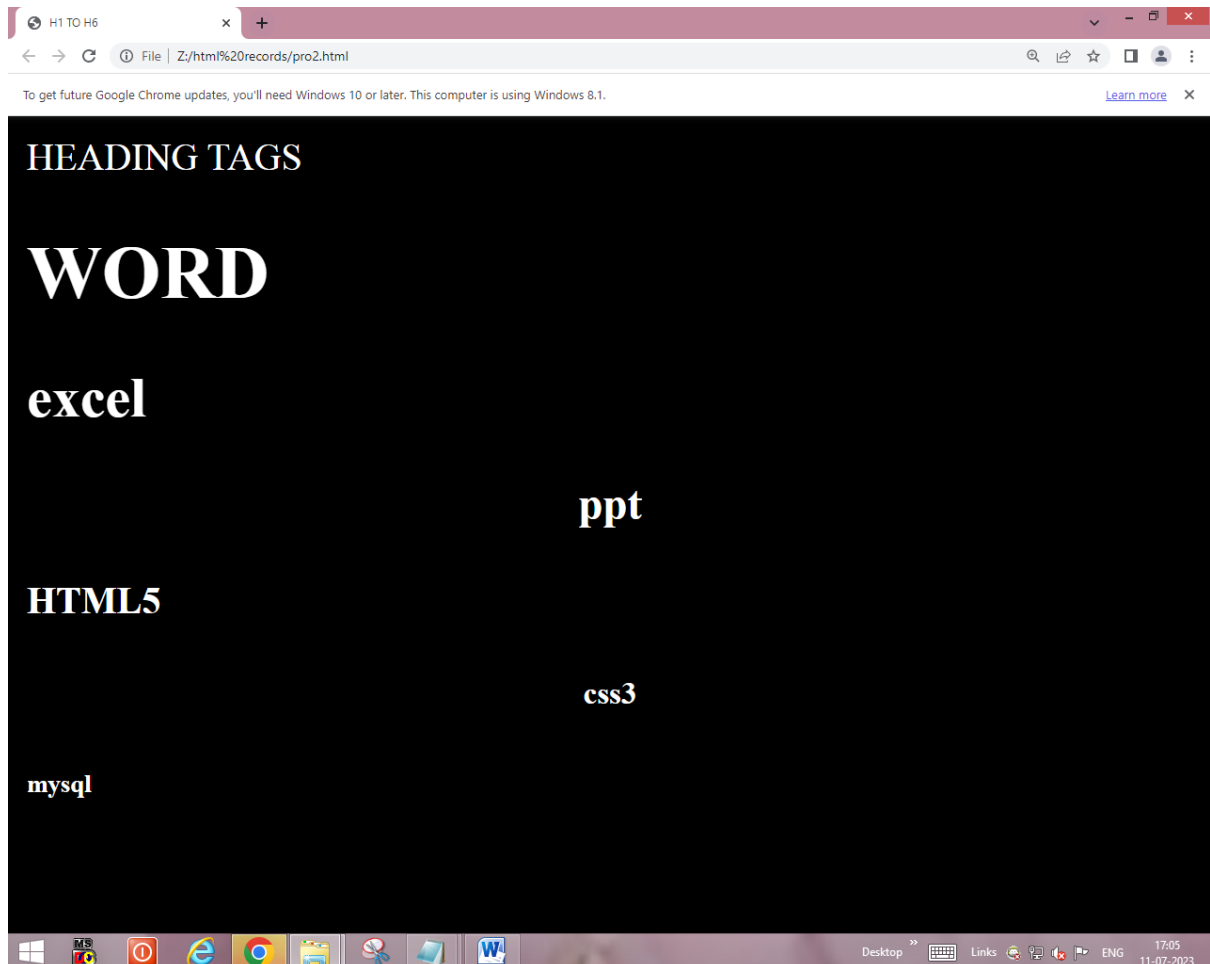 H1 TO H6
File | Z:/html%20records/pro2.html
To get future Google Chrome updates, you'll need Windows 10 or later. This computer is using Windows 8.1. Learn more
HEADING TAGS
WORD
excel
ppt
HTML5
css3
mysql
MS
W
Desktop » Links ENG 17:05
11-07-2023